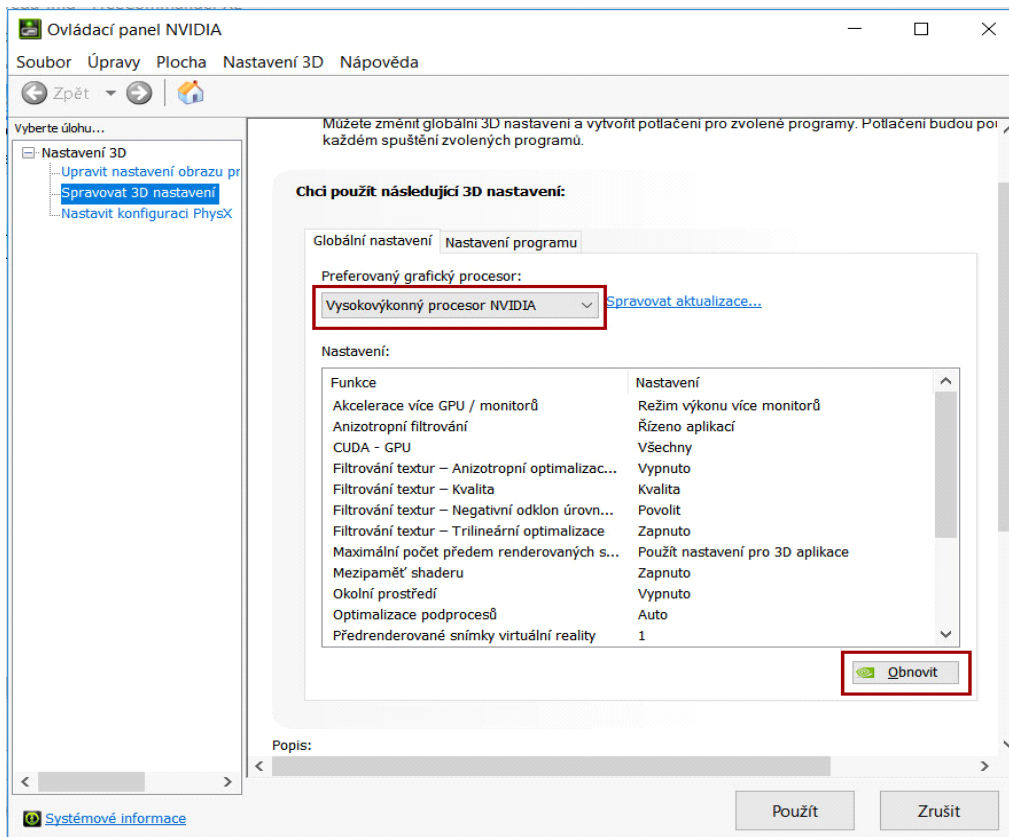 Ovládací panel NVIDIA
Soubor Úpravy Plocha Nastavení 3D Nápověda
Zpět
Vyberte úlohu...
Nastavení 3D
Upravit nastavení obrazu pr
Spravovat 3D nastavení
Nastavit konfiguraci PhysX
Můžete změnit globální 3D nastavení a vytvořit potlačení pro zvolené programy. Potlačení budou pou
každém spuštění zvolených programů.
Chci použít následující 3D nastavení:
Globální nastavení Nastavení programu
Preferovaný grafický procesor:
Vysokovýkonný procesor NVIDIA Spravovat aktualizace...
Nastavení:
Funkce Nastavení
Akcelerace více GPU / monitorů Režim výkonu více monitorů
Anizotropní filtrování Řízeno aplikací
CUDA - GPU Všechny
Filtrování textur – Anizotropní optimalizac... Vypnuto
Filtrování textur – Kvalita Kvalita
Filtrování textur – Negativní odklon úrovn... Povolit
Filtrování textur – Trilineární optimalizace Zapnuto
Maximální počet předem renderovaných s... Použít nastavení pro 3D aplikace
Mezipaměť shaderu Zapnuto
Okolní prostředí Vypnuto
Optimalizace podprocesů Auto
Předrenderované snímky virtuální reality 1
Obnovit
Popis:
Systémové informace
Použít Zrušit